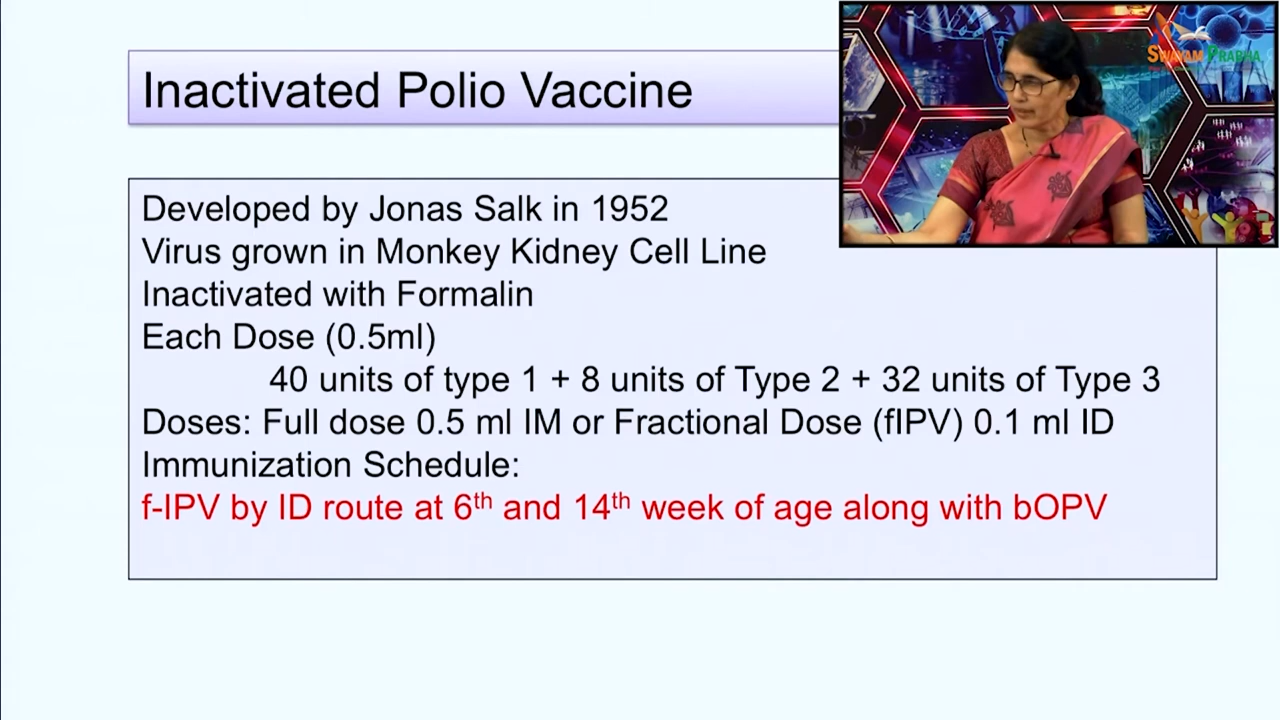 Inactivated Polio Vaccine
SWAYAM PRABHA
Developed by Jonas Salk in 1952
Virus grown in Monkey Kidney Cell Line
Inactivated with Formalin
Each Dose (0.5ml)
40 units of type 1 + 8 units of Type 2 + 32 units of Type 3
Doses: Full dose 0.5 ml IM or Fractional Dose (fIPV) 0.1 ml ID
Immunization Schedule:
f-IPV by ID route at 6th and 14th week of age along with bOPV